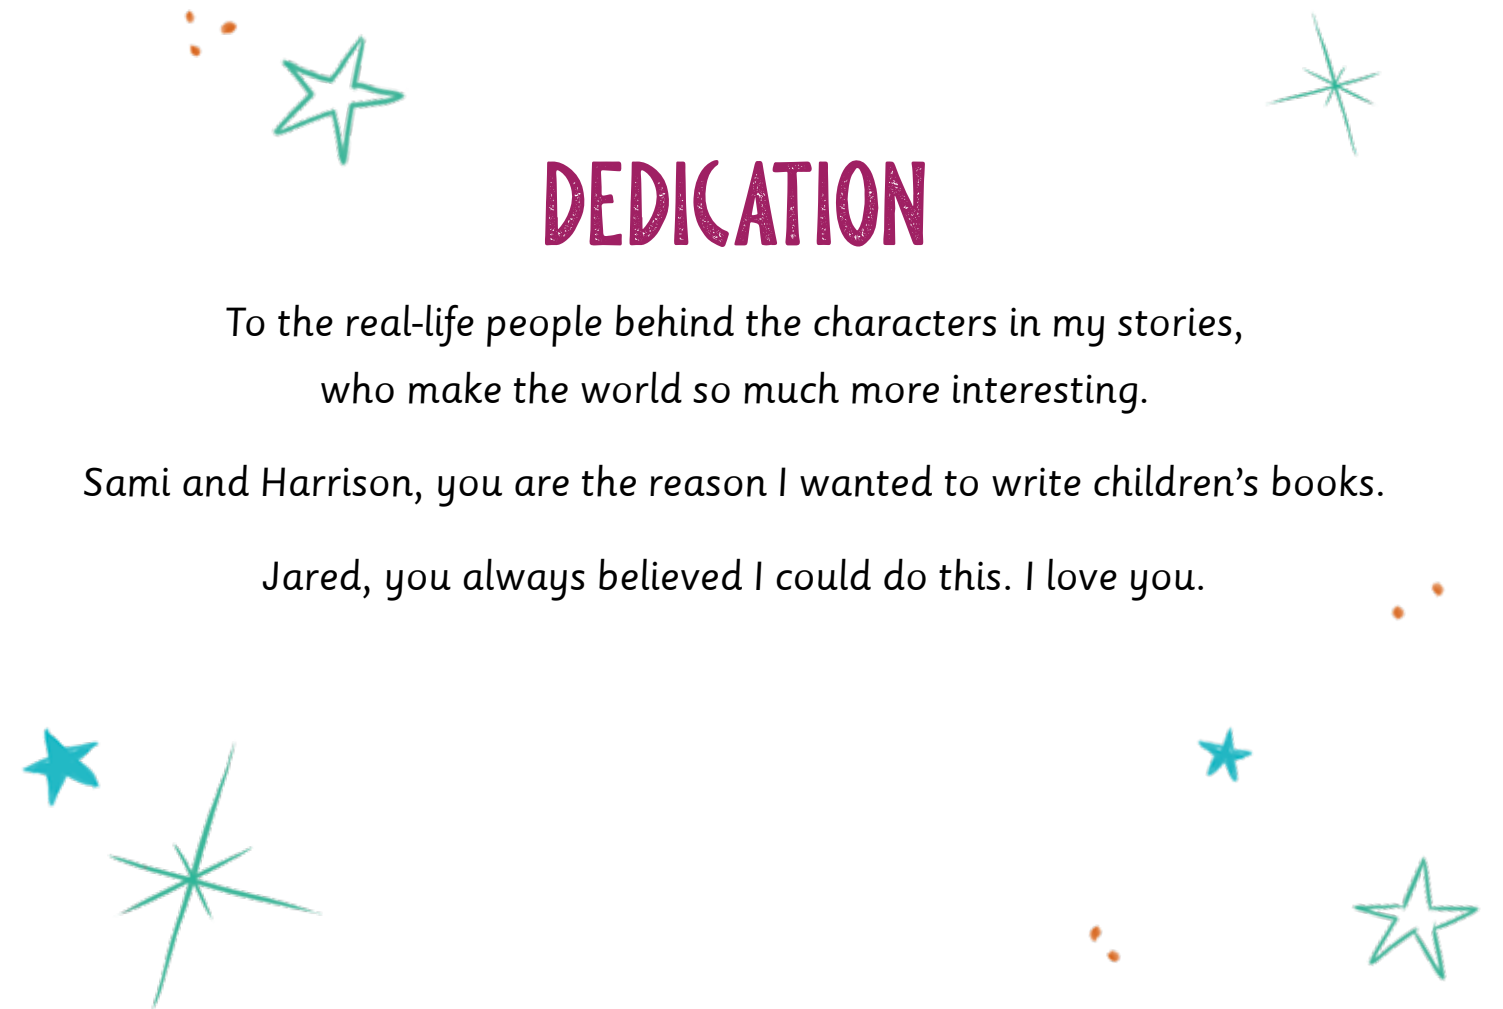 DEDICATION
To the real-life people behind the characters in my stories,
who make the world so much more interesting.
Sami and Harrison, you are the reason I wanted to write children’s books.
Jared, you always believed I could do this. I love you.